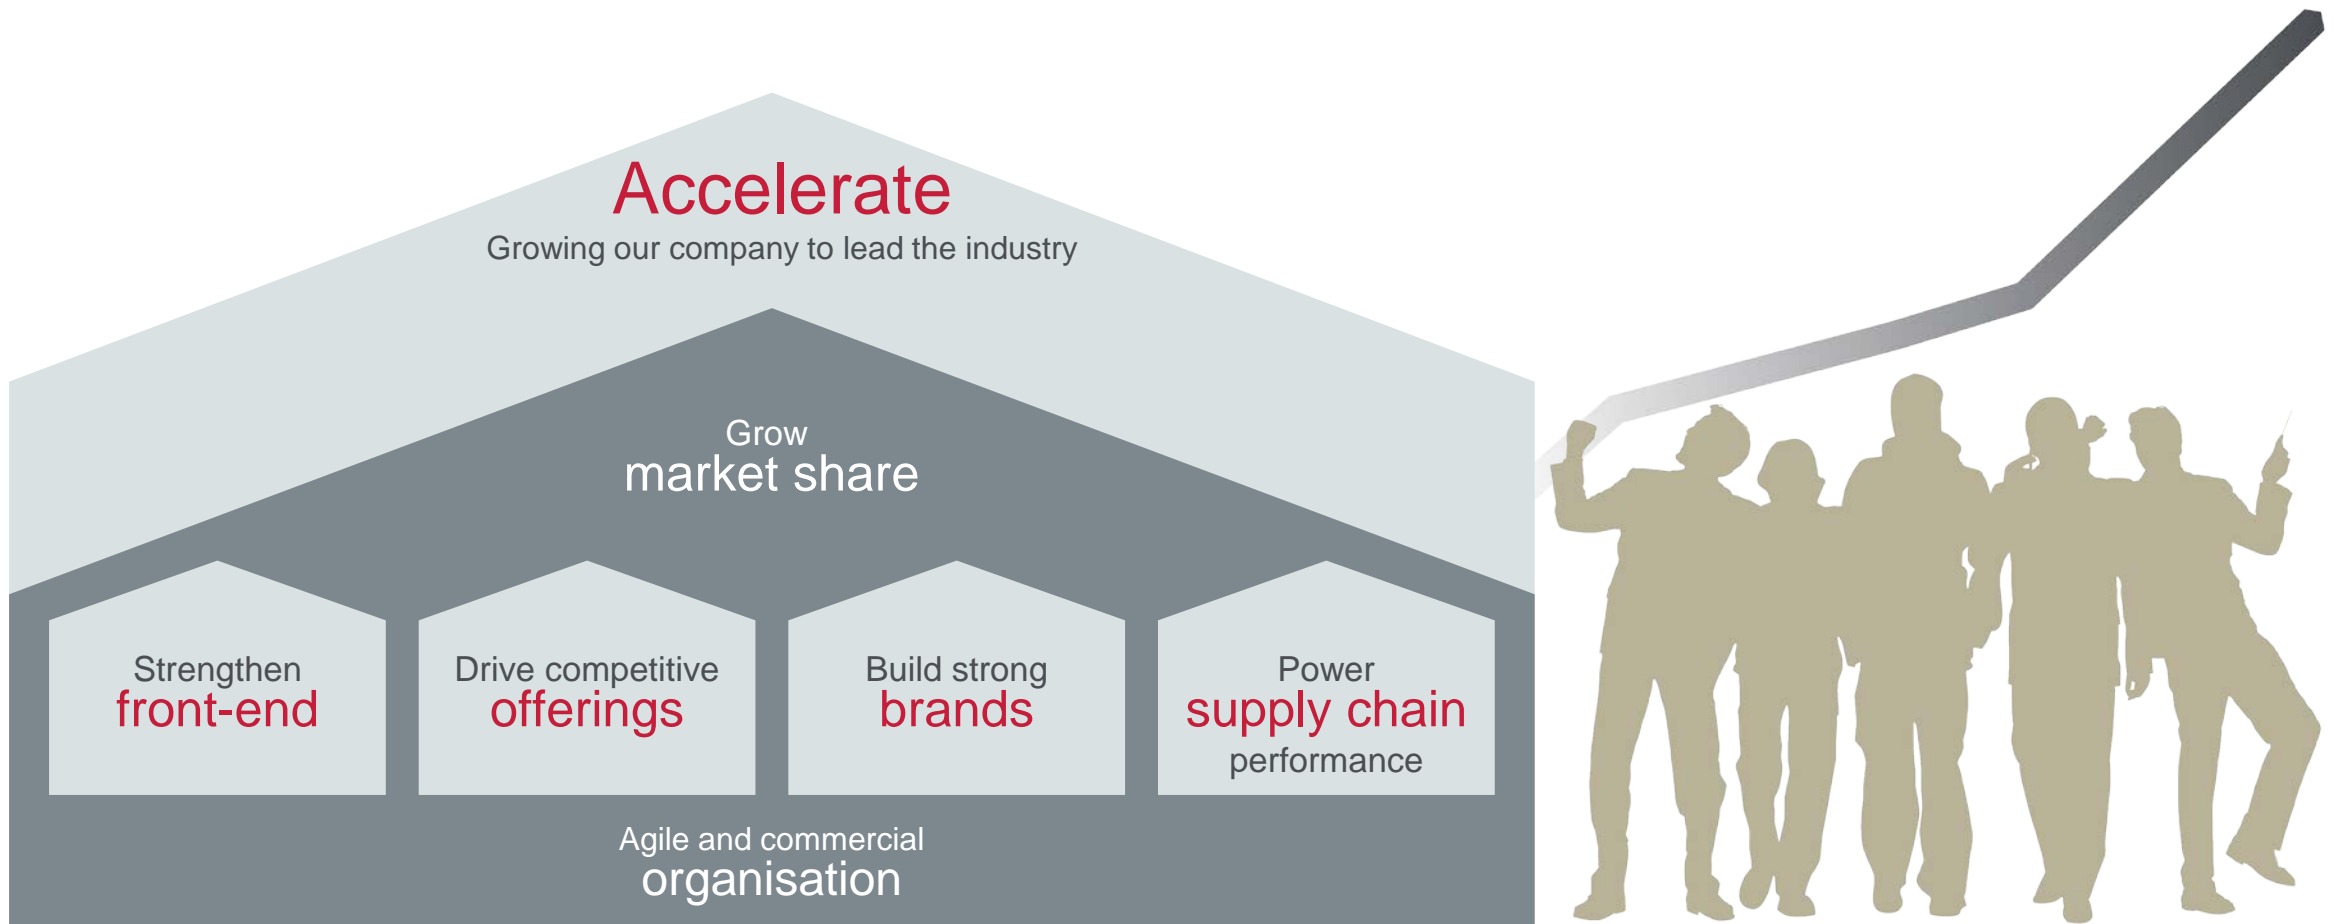 Accelerate
Growing our company to lead the industry
Grow
market share
Strengthen
front-end
Drive competitive
offerings
Build strong
brands
Power
supply chain
performance
Agile and commercial
organisation